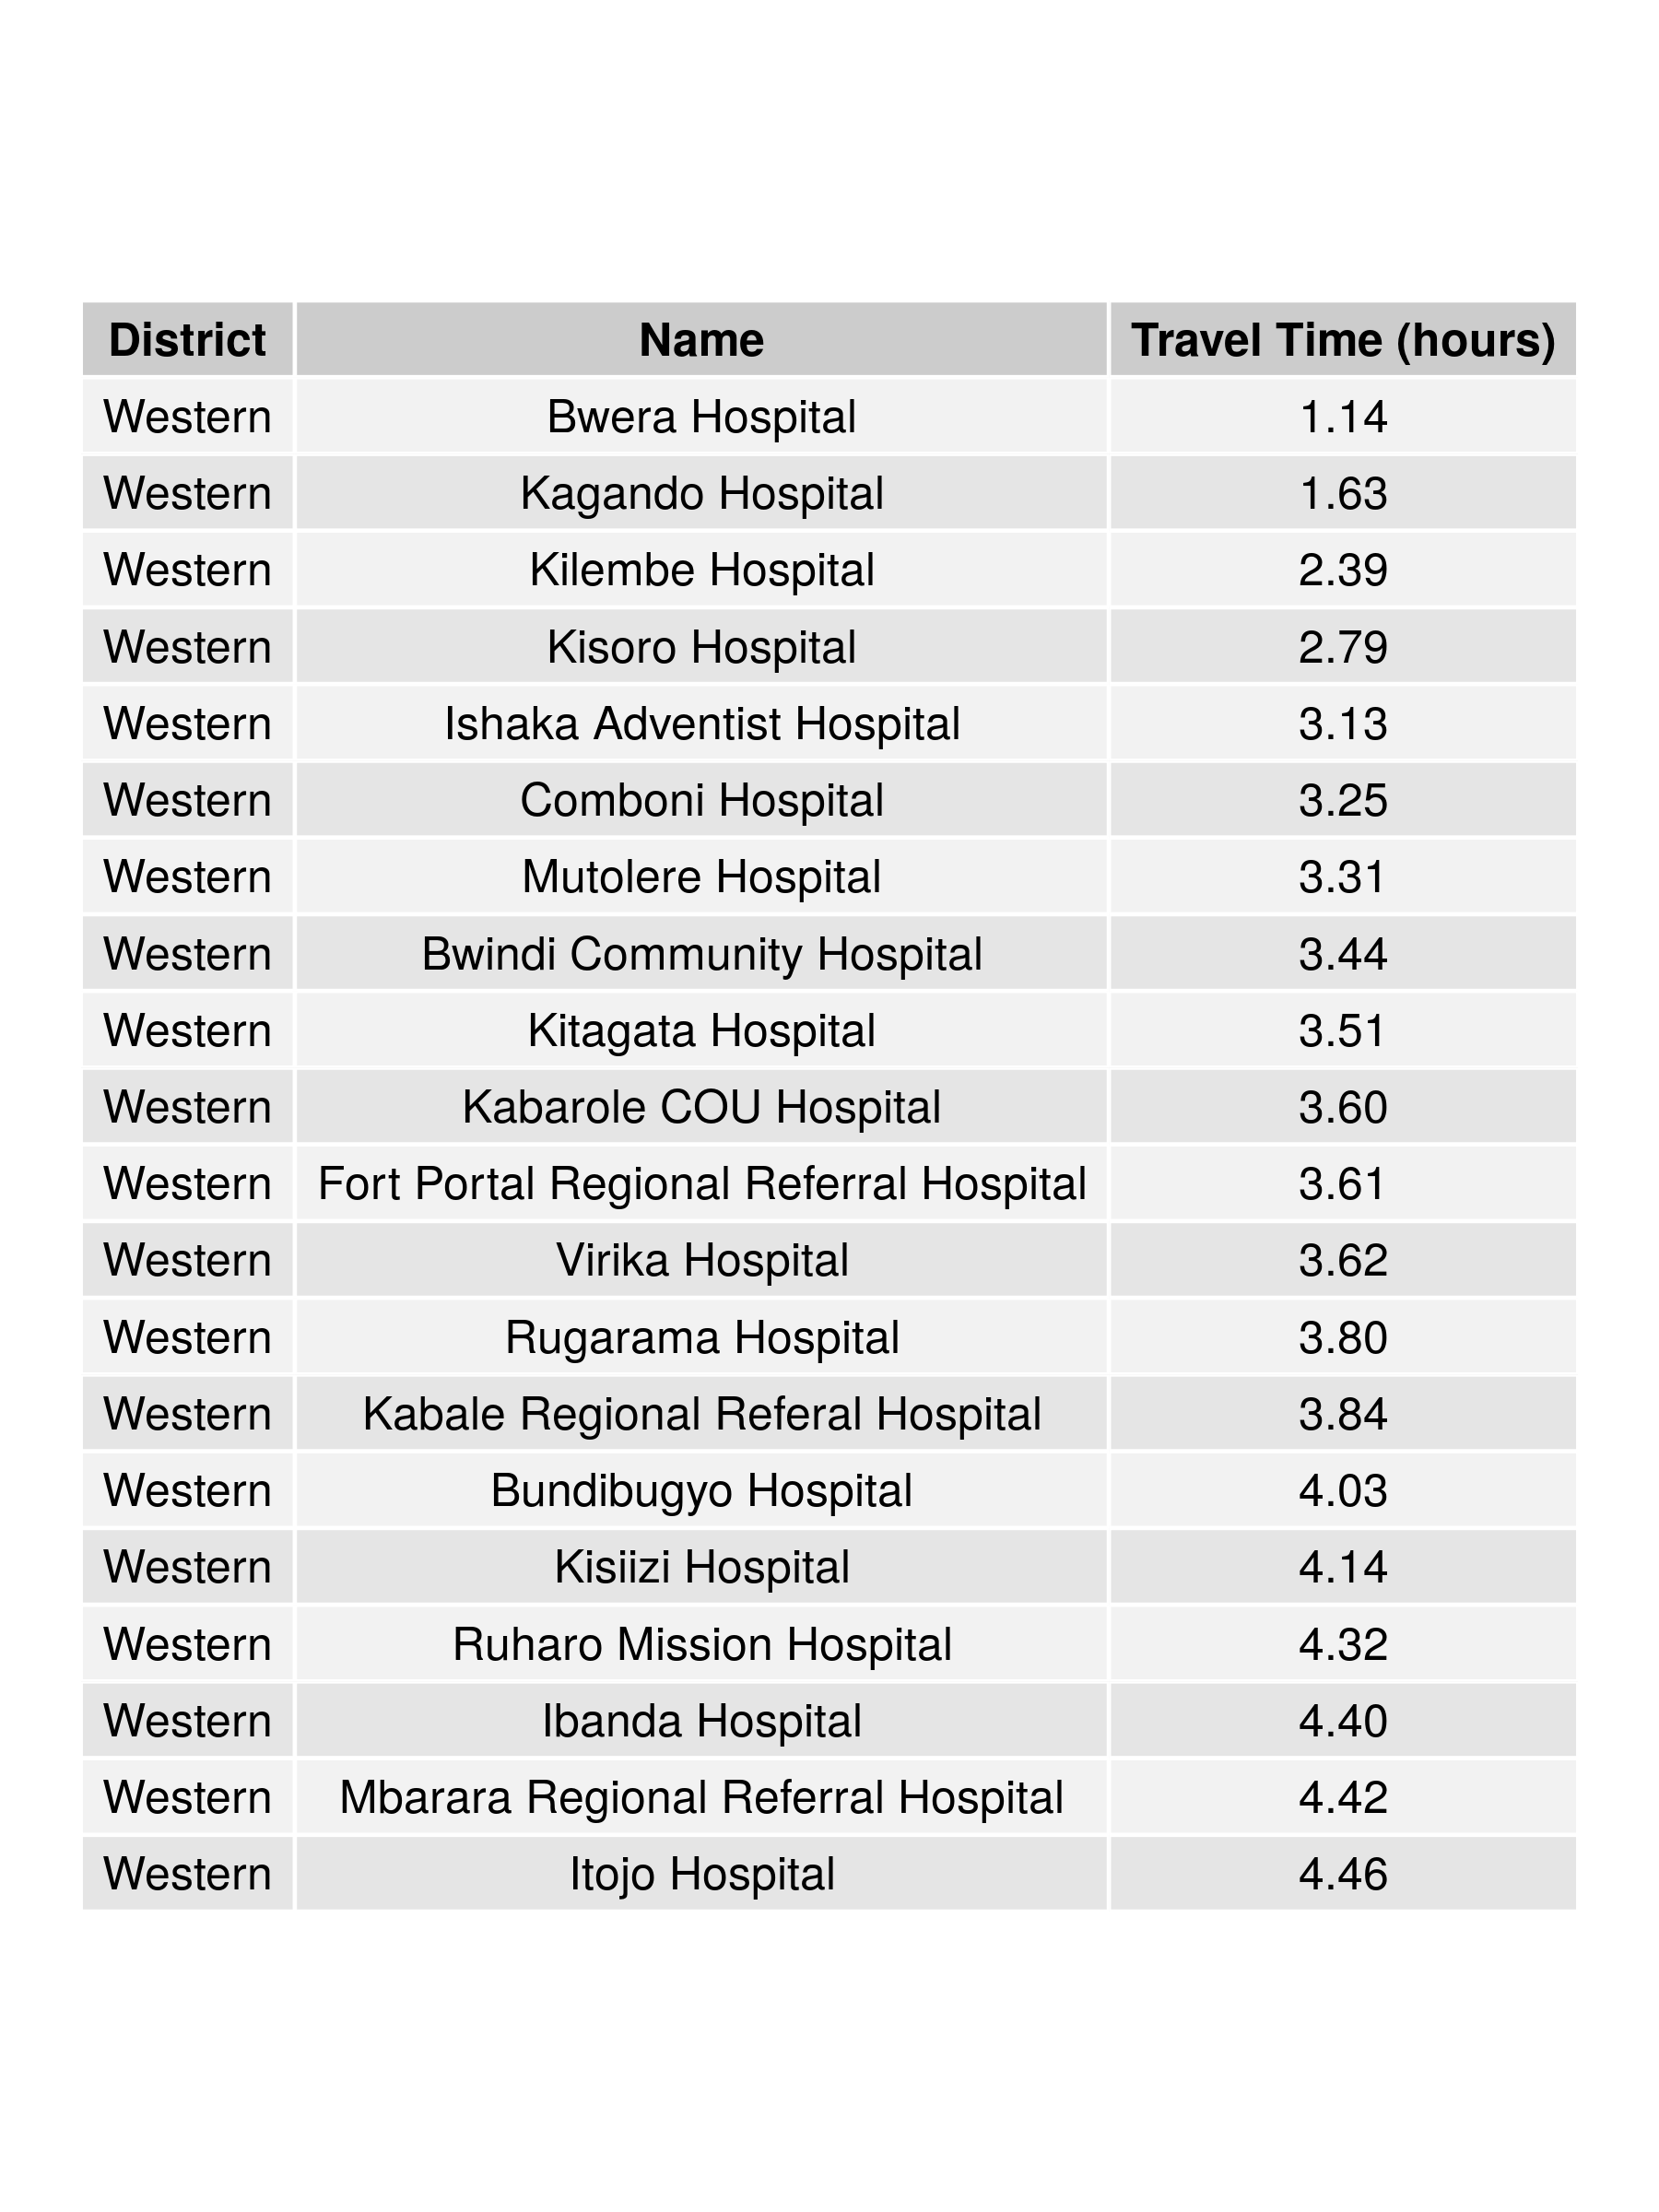 District Name Travel Time (hours)
Western Bwera Hospital 1.14
Western Kagando Hospital 1.63
Western Kilembe Hospital 2.39
Western Kisoro Hospital 2.79
Western Ishaka Adventist Hospital 3.13
Western Comboni Hospital 3.25
Western Mutolere Hospital 3.31
Western Bwindi Community Hospital 3.44
Western Kitagata Hospital 3.51
Western Kabarole COU Hospital 3.60
Western Fort Portal Regional Referral Hospital 3.61
Western Virika Hospital 3.62
Western Rugarama Hospital 3.80
Western Kabale Regional Referal Hospital 3.84
Western Bundibugyo Hospital 4.03
Western Kisiizi Hospital 4.14
Western Ruharo Mission Hospital 4.32
Western Ibanda Hospital 4.40
Western Mbarara Regional Referral Hospital 4.42
Western Itojo Hospital 4.46